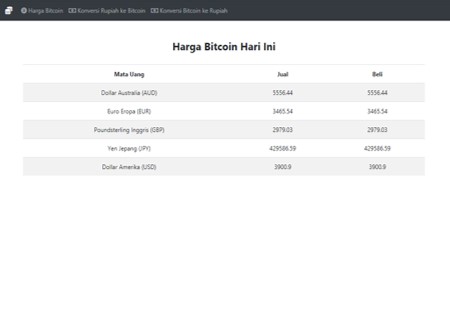 Harga Bitcoin Konversi Rupiah ke Bitcoin Konversi Bitcoin ke Rupiah
Harga Bitcoin Hari Ini
Mata Uang Jual Beli
Dollar Australia (AUD) 5556.44 5556.44
Euro Eropa (EUR) 3465.54 3465.54
Poundsterling Inggris (GBP) 2979.03 2979.03
Yen Jepang (JPY) 429586.59 429586.59
Dollar Amerika (USD) 3900.9 3900.9